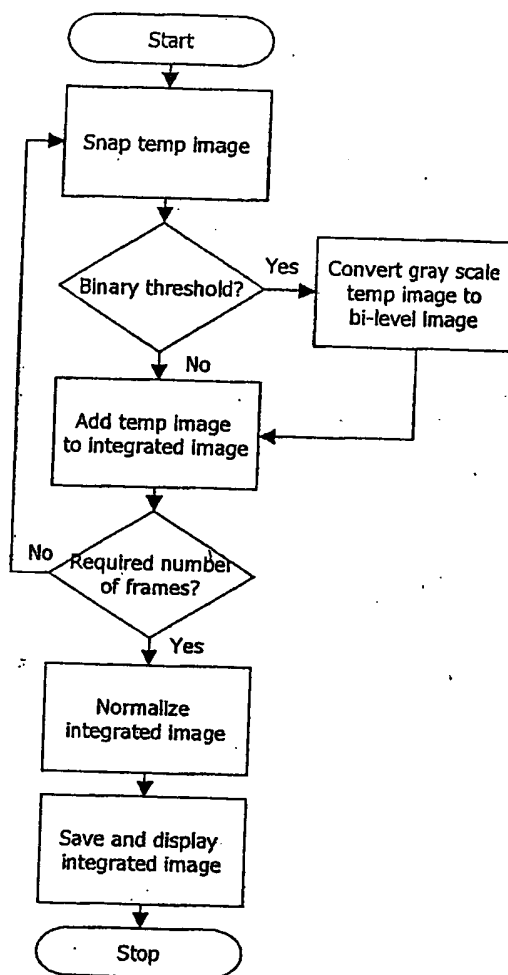 Start
Snap temp image
Binary threshold?
Yes
Convert gray scale
temp image to
bi-level image
No
Add temp image
to integrated image
No
Required number
of frames?
Yes
Normalize
integrated image
Save and display
integrated image
Stop